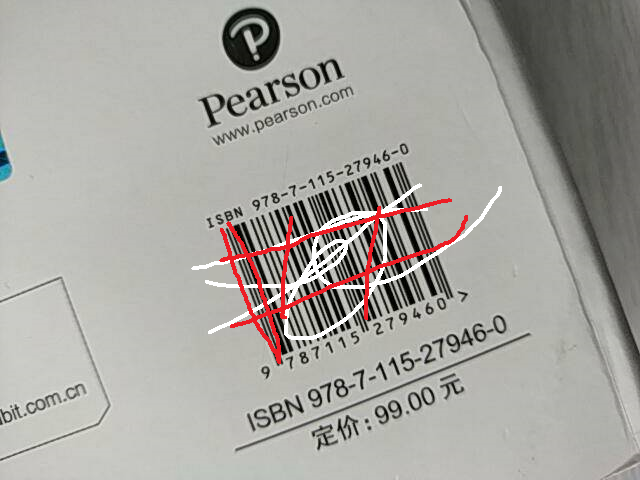 Pearson
www.pearson.com
ISBN 978-7-115-27946-0
9 787115 279460 >
ISBN 978-7-115-27946-0
定价:99.00 元
bit.com.cn